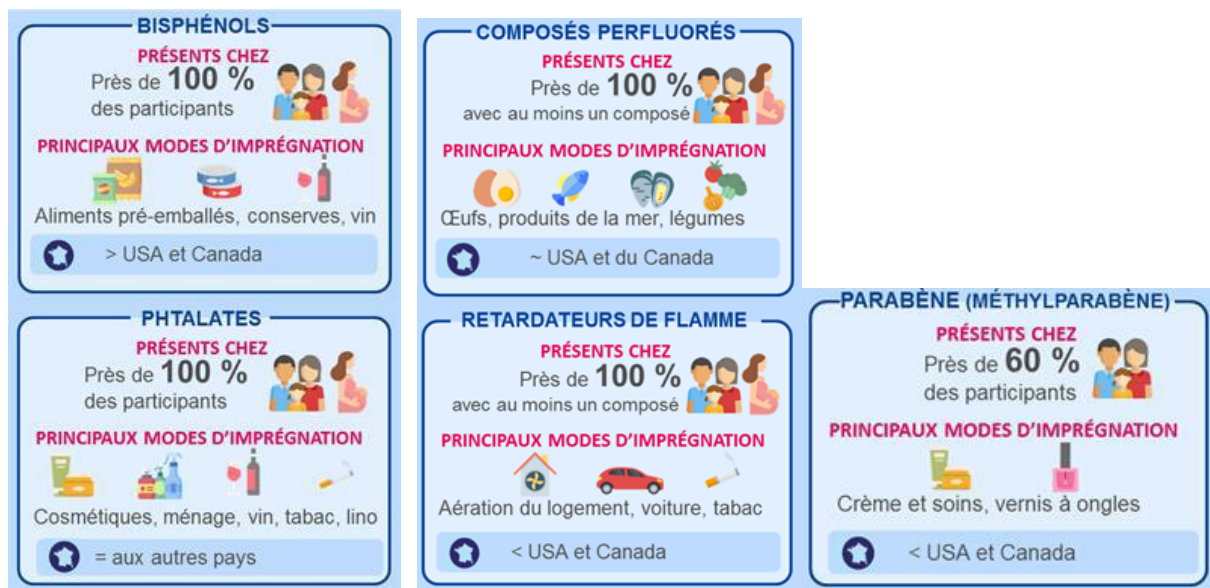 BISPHÉNOLS
PRÉSENTS CHEZ
Près de 100 %
des participants
PRINCIPAUX MODES D'IMPRÉGNATION
Aliments pré-emballés, conserves, vin
> USA et Canada
COMPOSÉS PERFLUORÉS
PRÉSENTS CHEZ
Près de 100 %
avec au moins un composé
PRINCIPAUX MODES D'IMPRÉGNATION
Œufs, produits de la mer, légumes
~ USA et du Canada
PHTALATES
PRÉSENTS CHEZ
Près de 100 %
des participants
PRINCIPAUX MODES D'IMPRÉGNATION
Cosmétiques, ménage, vin, tabac, lino
= aux autres pays
RETARDATEURS DE FLAMME
PRÉSENTS CHEZ
Près de 100 %
avec au moins un composé
PRINCIPAUX MODES D'IMPRÉGNATION
Aération du logement, voiture, tabac
< USA et Canada
PARABÈNE (MÉTHYLPARABÈNE)
PRÉSENTS CHEZ
Près de 60 %
des participants
PRINCIPAUX MODES D'IMPRÉGNATION
Crème et soins, vernis à ongles
< USA et Canada